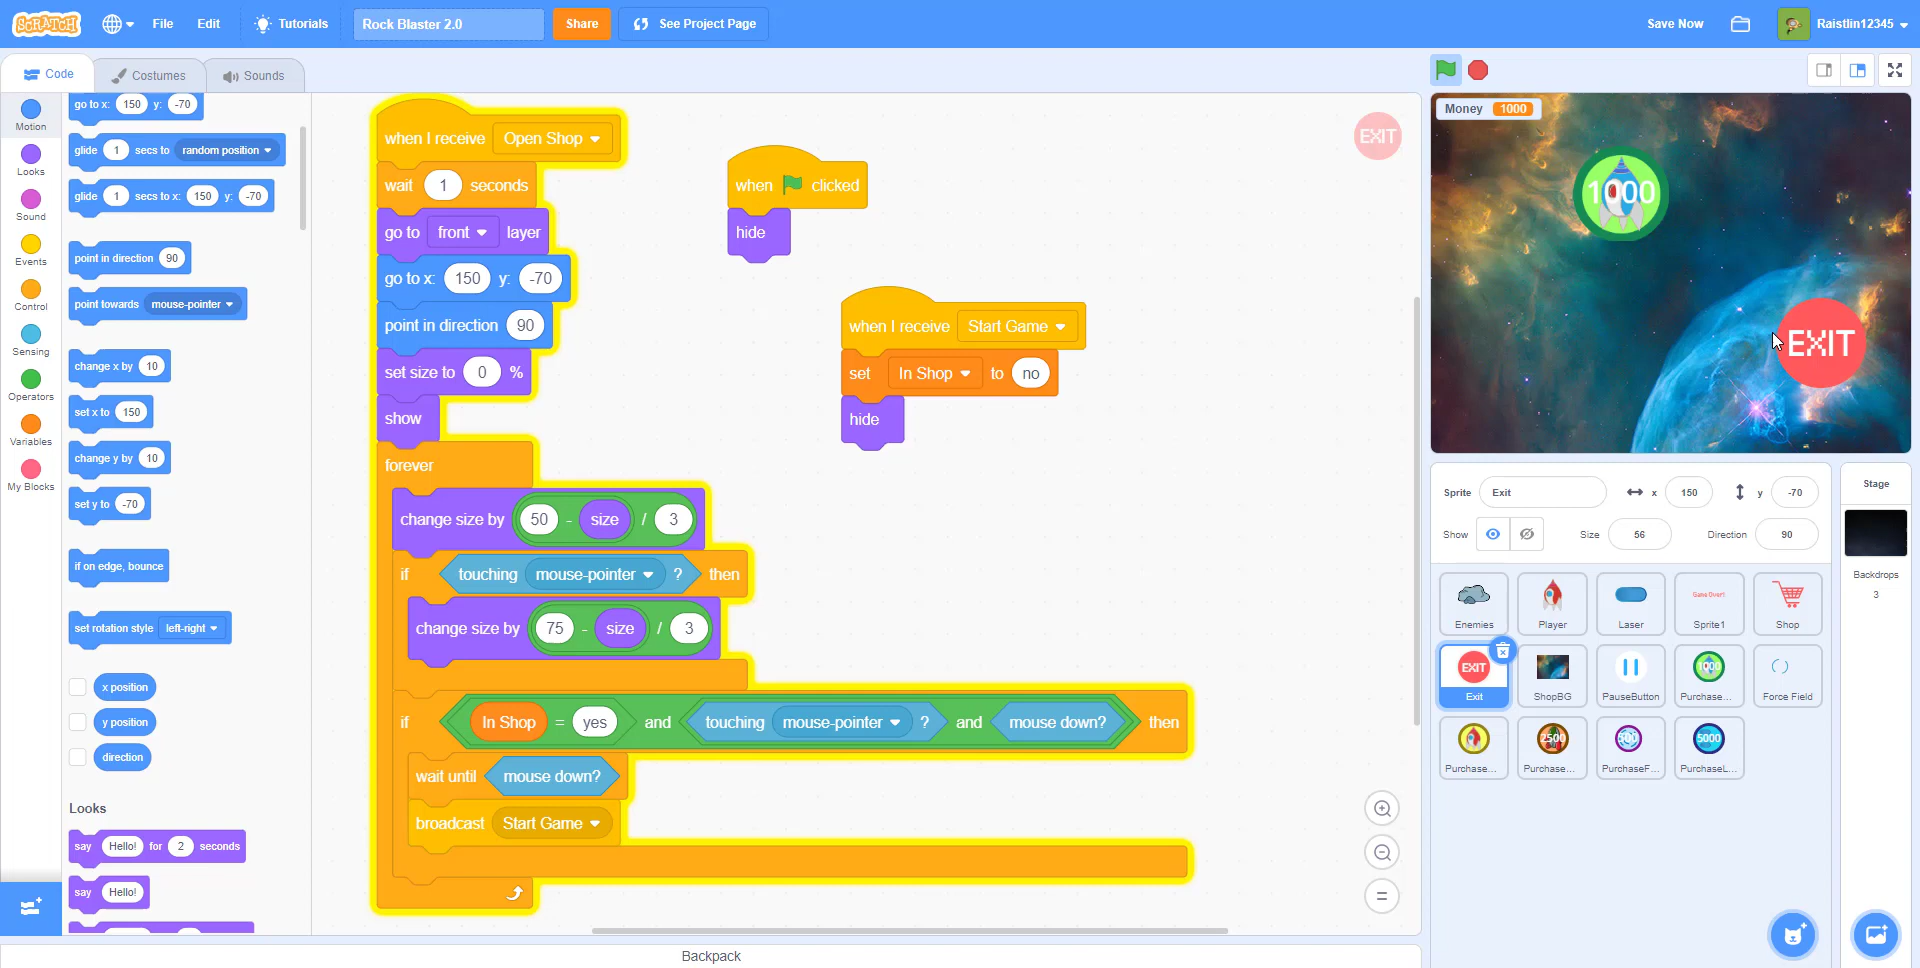 SCRATCH
File
Edit
Tutorials
Rock Blaster 2.0
Share
See Project Page
Save Now
Raistlin12345
Code
Costumes
Sounds
Motion
Looks
Sound
Events
Control
Sensing
Operators
Variables
My Blocks
go to x: 150 y: -70
glide 1 secs to random position
glide 1 secs to x: 150 y: -70
point in direction 90
point towards mouse-pointer
change x by 10
set x to 150
change y by 10
set y to -70
if on edge, bounce
set rotation style left-right
x position
y position
direction
Looks
say Hello! for 2 seconds
say Hello!
when I receive Open Shop
wait 1 seconds
go to front layer
go to x: 150 y: -70
point in direction 90
set size to 0 %
show
forever
change size by 50 - size / 3
if touching mouse-pointer ? then
change size by 75 - size / 3
if In Shop = yes and touching mouse-pointer ? and mouse down? then
wait until mouse down?
broadcast Start Game
when clicked
hide
when I receive Start Game
set In Shop to no
hide
EXIT
Backpack
Money 1000
1000
EXIT
Sprite Exit x 150 y -70
Show Size 56 Direction 90
Stage
Backdrops
3
Enemies
Game Over!!
Player
Laser
Sprite1
Shop
EXIT
Exit
ShopBG
PauseButton
1000
Purchase...
Force Field
Purchase...
2500
Purchase...
500
PurchaseF...
5000
PurchaseL...